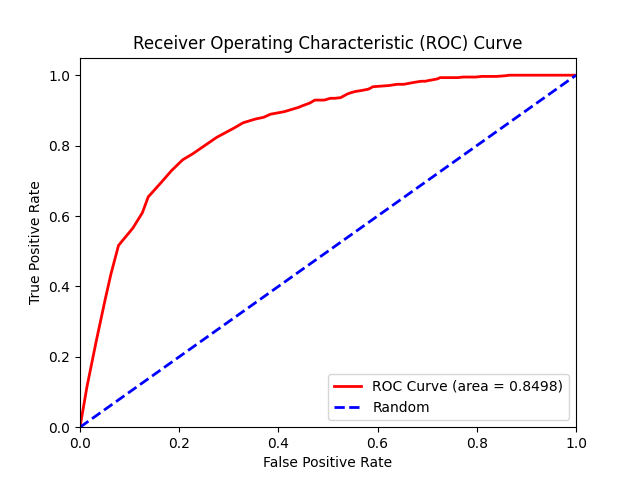 Receiver Operating Characteristic (ROC) Curve
1.0
0.8
0.6
0.4
0.2
0.0
True Positive Rate
ROC Curve (area = 0.8498)
Random
0.0 0.2 0.4 0.6 0.8 1.0
False Positive Rate